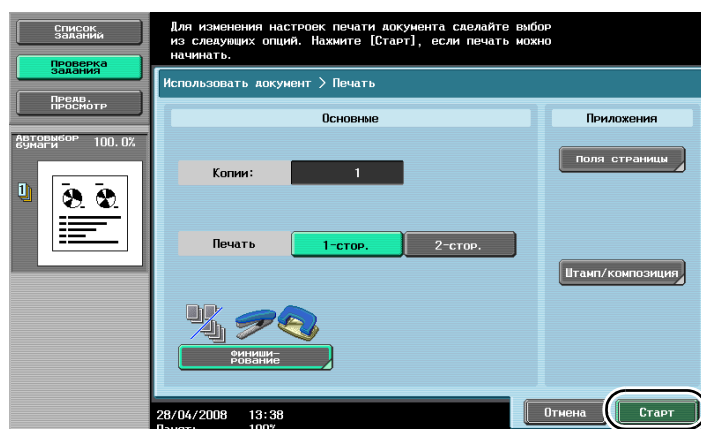 Список
заданий
Проверка
задания
Предв.
просмотр
Автовыбор
бумаги 100.0%
Для изменения настроек печати документа сделайте выбор
из следующих опций. Нажмите [Старт], если печать можно
начинать.
Использовать документ > Печать
Основные
Приложения
Копии: 1
Поля страницы
Печать 1-стор. 2-стор.
Штамп/композиция
Финиши-
рование
28/04/2008 13:38
Память 100%
Отмена Старт